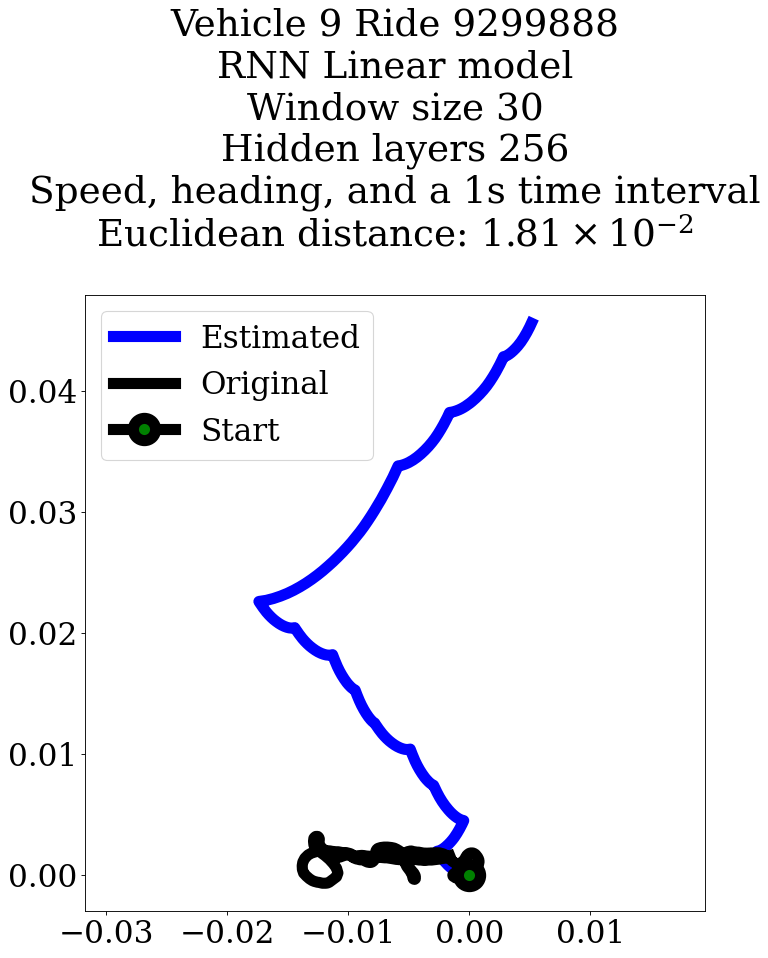 Vehicle 9 Ride 9299888
RNN Linear model
Window size 30
Hidden layers 256
Speed, heading, and a 1s time interval
Euclidean distance: 1.81 × 10⁻²
Estimated
Original
Start
0.04
0.03
0.02
0.01
0.00
−0.03 −0.02 −0.01 0.00 0.01